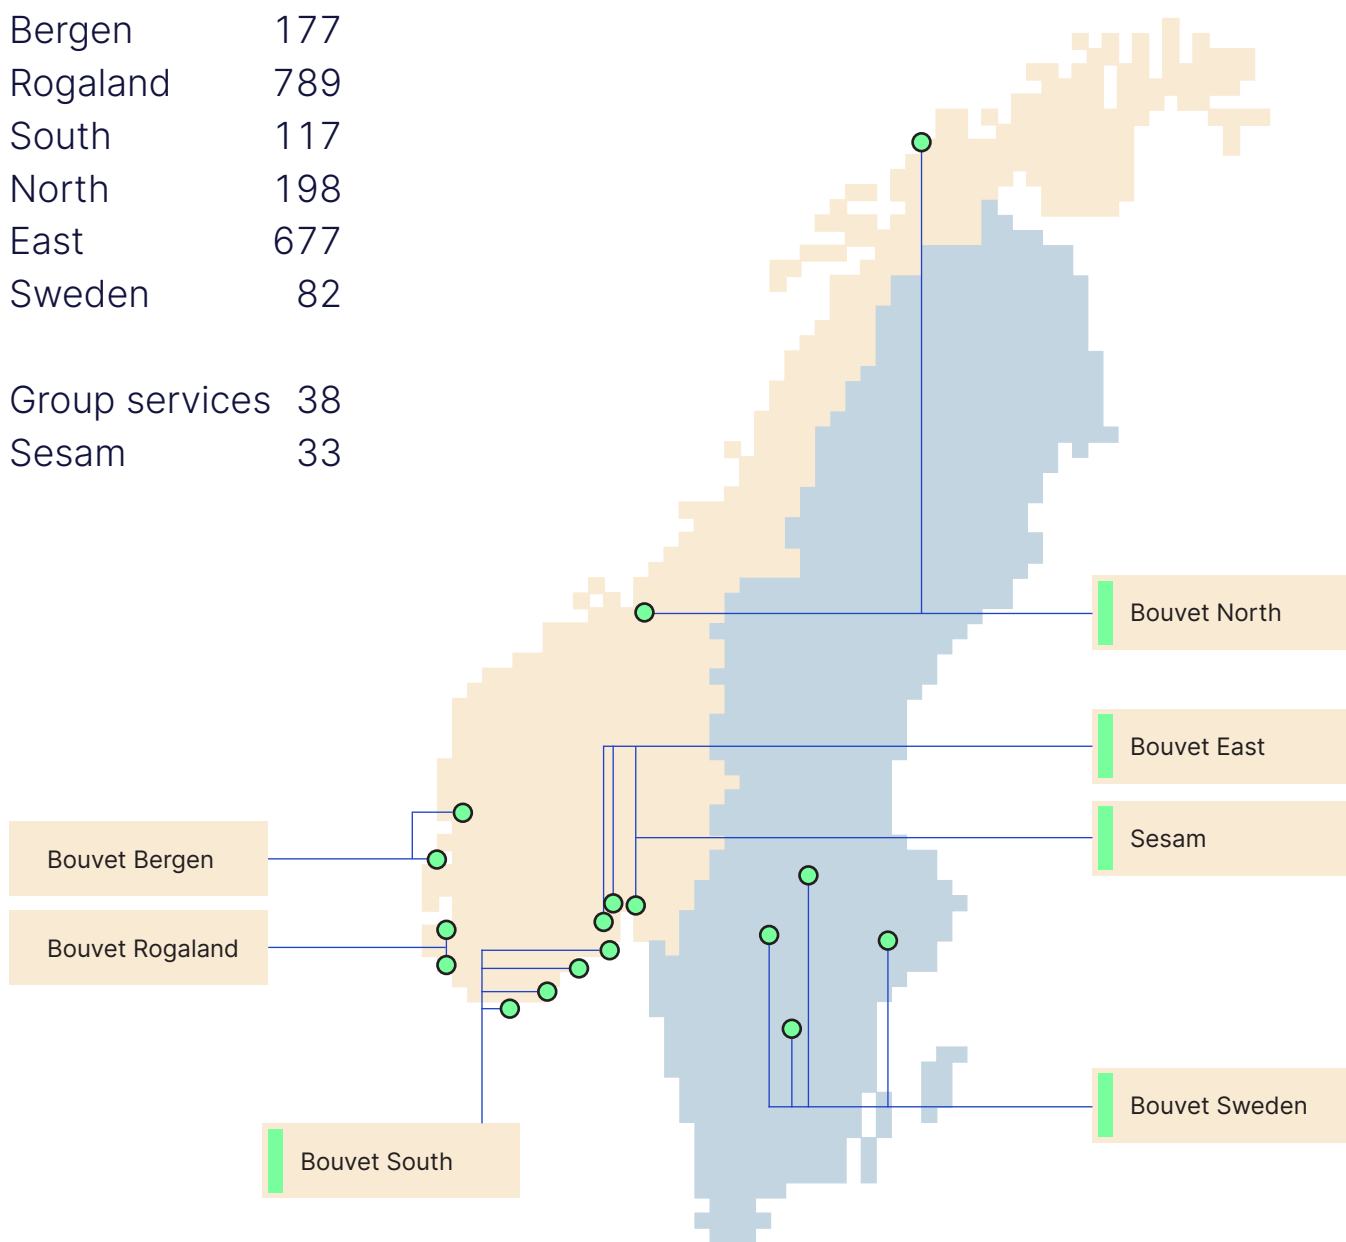 Bergen 177
Rogaland 789
South 117
North 198
East 677
Sweden 82
Group services 38
Sesam 33
Bouvet North
Bouvet East
Sesam
Bouvet Bergen
Bouvet Rogaland
Bouvet Sweden
Bouvet South